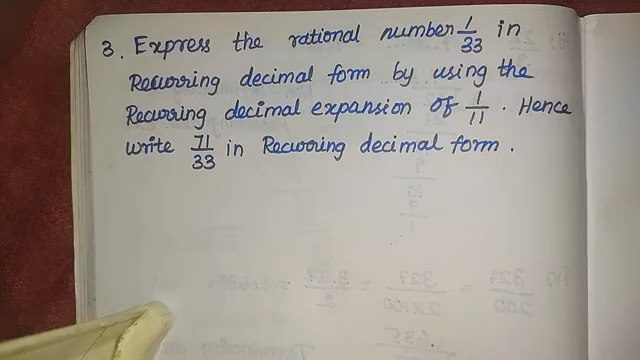 3. Express the rational number 1/33 in
Recurring decimal form by using the
Recurring decimal expansion of 1/11 . Hence
write 71/33 in Recurring decimal form .